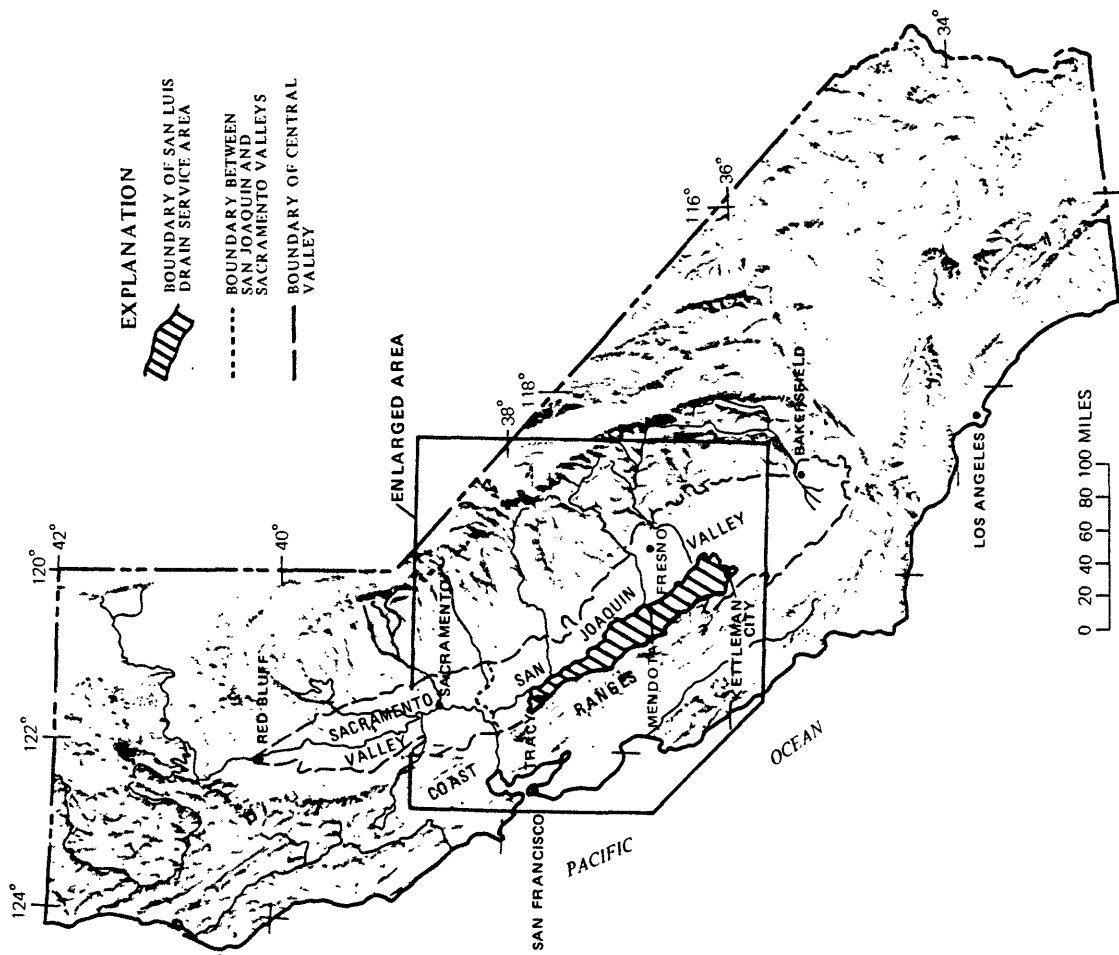 EXPLANATION
BOUNDARY OF SAN LUIS
DRAIN SERVICE AREA
BOUNDARY BETWEEN
SAN JOAQUIN AND
SACRAMENTO VALLEYS
BOUNDARY OF CENTRAL
VALLEY
124°
122°
120°
42
40
RED BLUFF
SACRAMENTO
VALLEY
ENLARGED AREA
SACRAMENTO
38°
118°
COAST
RANGES
TRACY
SAN
JOAQUIN
VALLEY
SAN FRANCISCO
PACIFIC
OCEAN
MENDOTA
FRESNO
KETTLEMAN
CITY
116°
36°
BAKERSFIELD
LOS ANGELES
34°
0 20 40 60 80 100 MILES